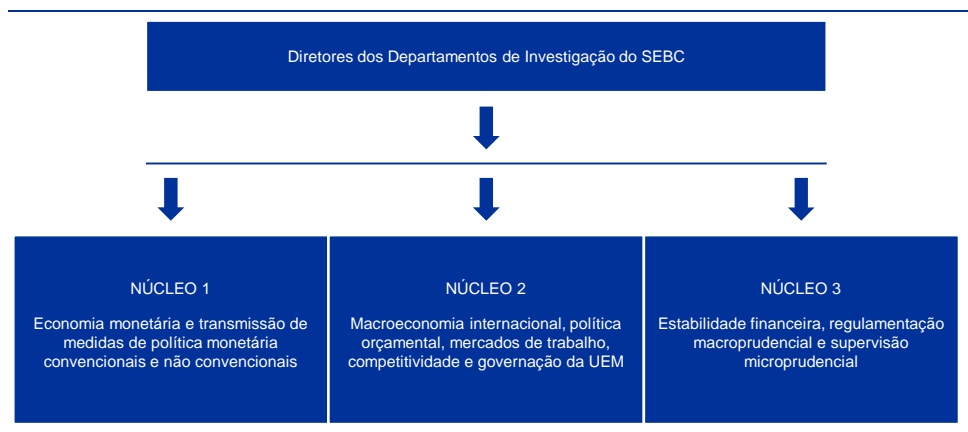 Diretores dos Departamentos de Investigação do SEBC
NÚCLEO 1
Economia monetária e transmissão de
medidas de política monetária
convencionais e não convencionais
NÚCLEO 2
Macroeconomia internacional, política
orçamental, mercados de trabalho,
competitividade e governação da UEM
NÚCLEO 3
Estabilidade financeira, regulamentação
macroprudencial e supervisão
microprudencial